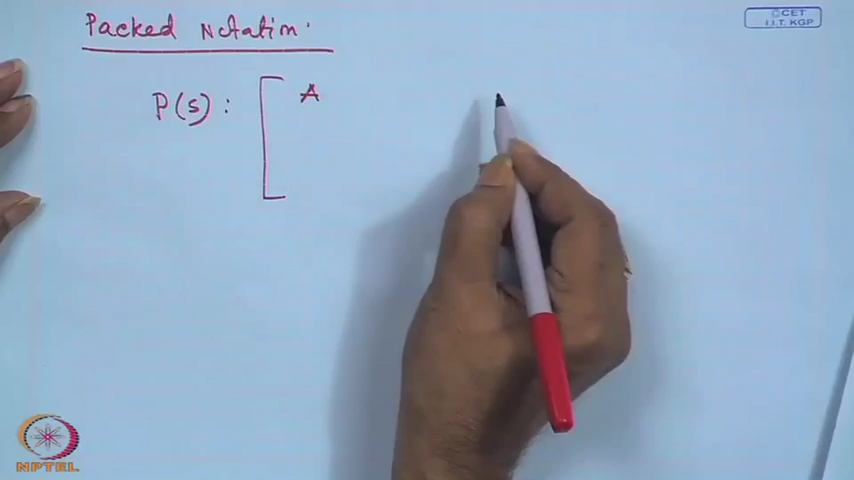 Packed Notation.
© CET
I.I.T. KGP
P(s) : [ A
NPTEL